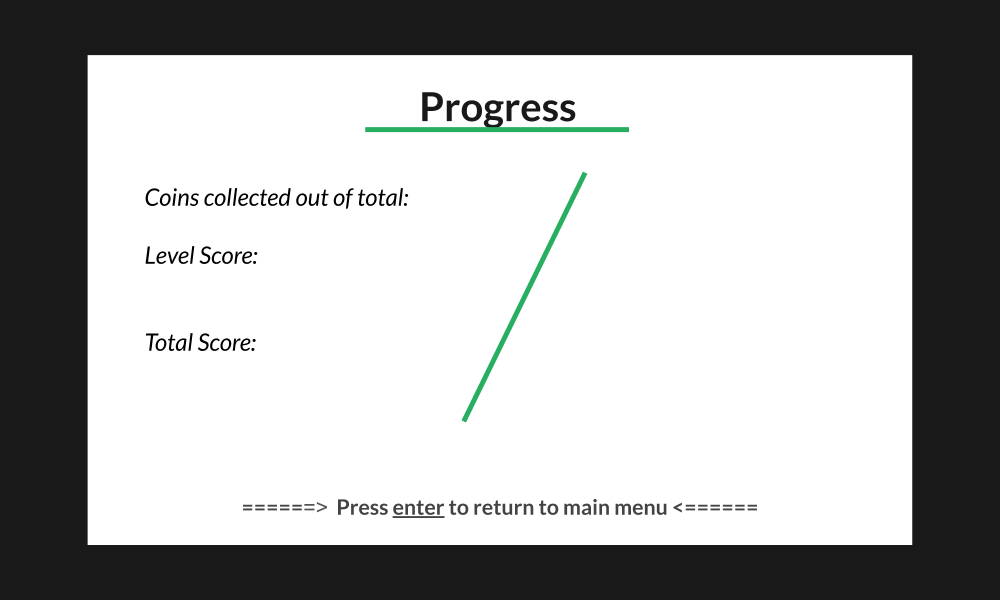 Progress
Coins collected out of total:
Level Score:
Total Score:
======> Press enter to return to main menu <======